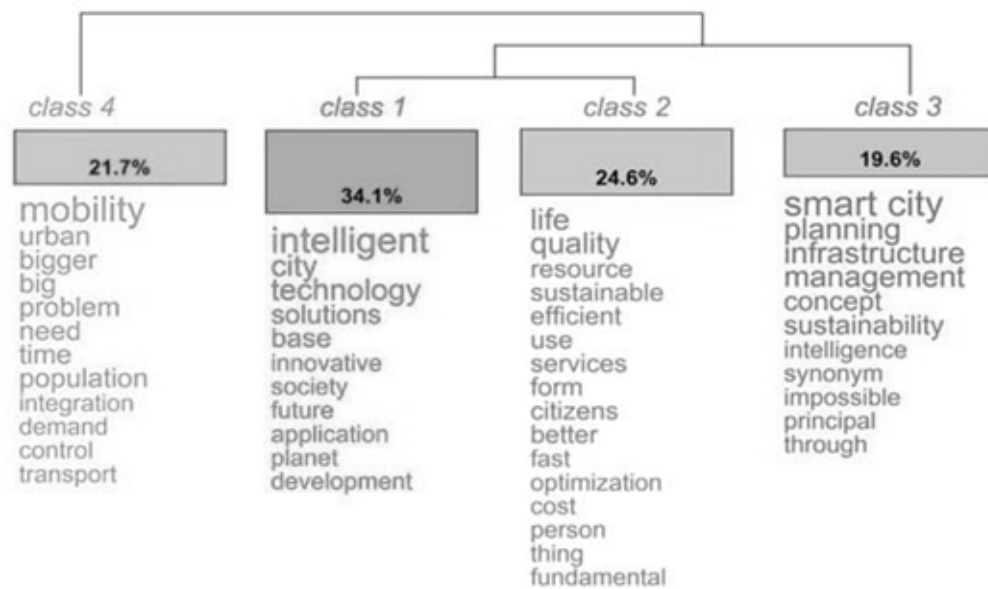 class 4
21.7%
mobility
urban
bigger
big
problem
need
time
population
integration
demand
control
transport
class 1
34.1%
intelligent
city
technology
solutions
base
innovative
society
future
application
planet
development
class 2
24.6%
life
quality
resource
sustainable
efficient
use
services
form
citizens
better
fast
optimization
cost
person
thing
fundamental
class 3
19.6%
smart city
planning
infrastructure
management
concept
sustainability
intelligence
synonym
impossible
principal
through